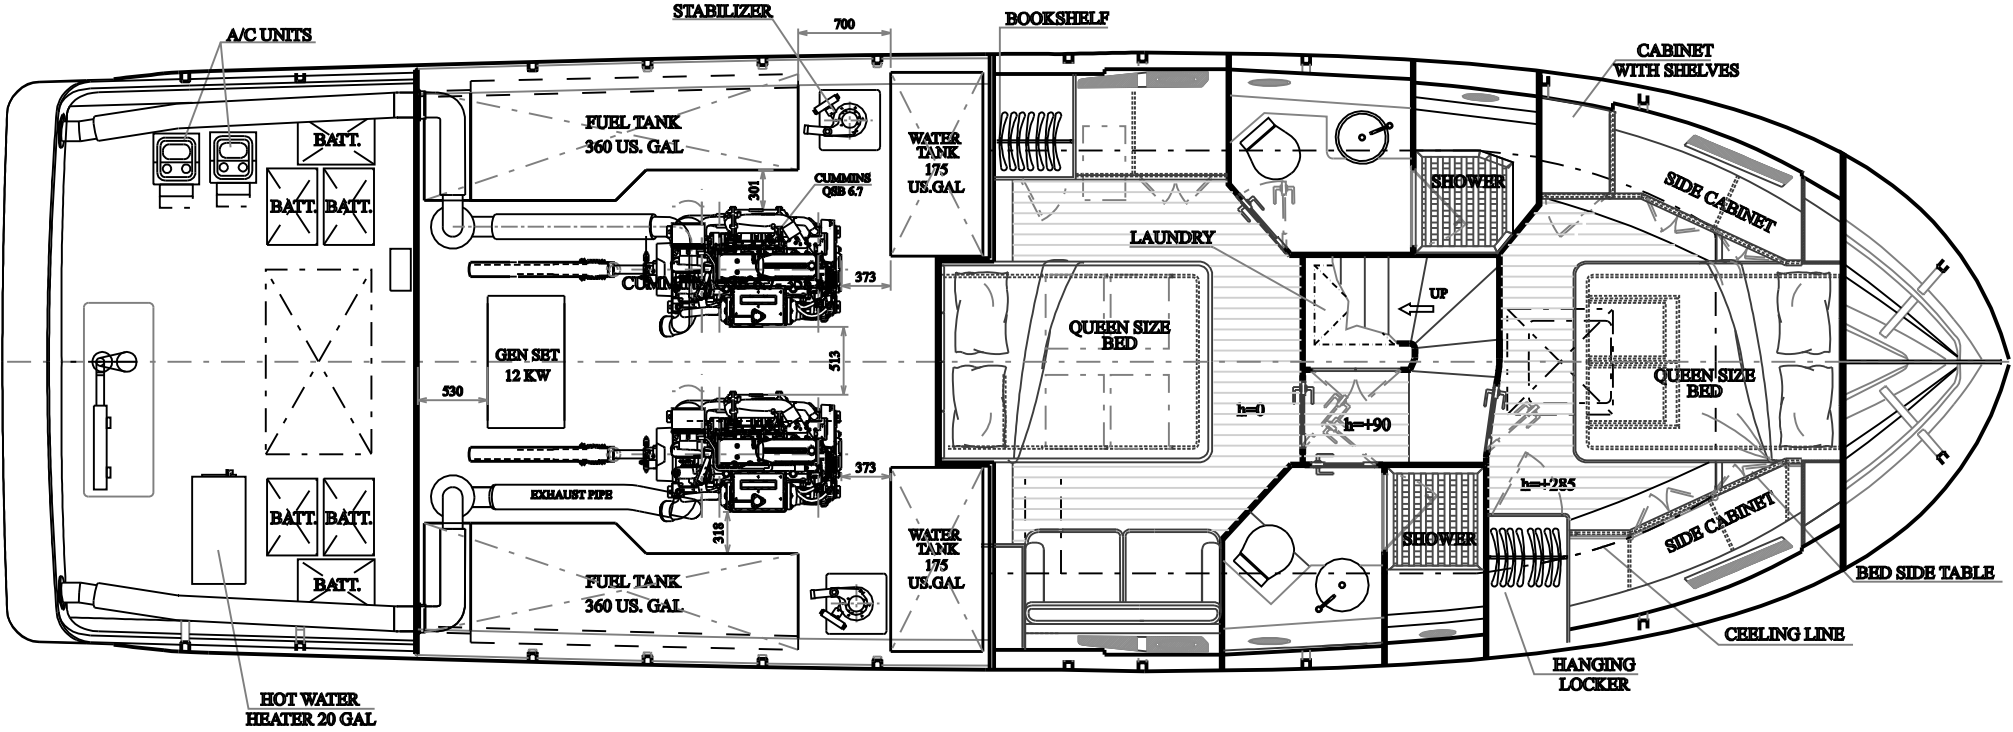 STABILIZER
700
BOOKSHELF
A/C UNITS
CABINET
WITH SHELVES
BATT.
FUEL TANK
360 US. GAL
WATER
TANK
175
US.GAL
301
CUMMINS
QSB 6.7
SHOWER
SIDE CABINET
BATT.
BATT.
LAUNDRY
373
UP
QUEEN SIZE
BED
GEN SET
12 KW
513
530
QUEEN SIZE
BED
h=0
h=+90
373
h=+285
EXHAUST PIPE
BATT.
BATT.
318
SHOWER
SIDE CABINET
WATER
TANK
175
US.GAL
BATT.
FUEL TANK
360 US. GAL
BED SIDE TABLE
CEELING LINE
HANGING
LOCKER
HOT WATER
HEATER 20 GAL